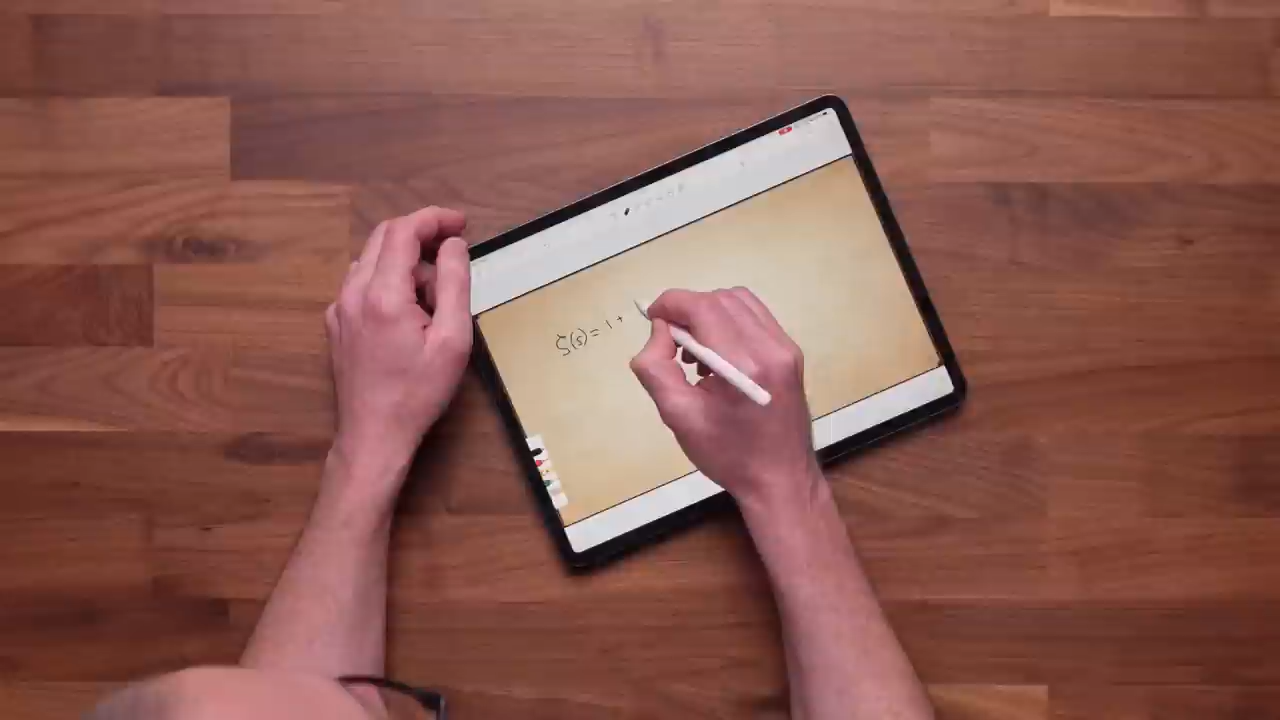 ζ(s) = 1 +